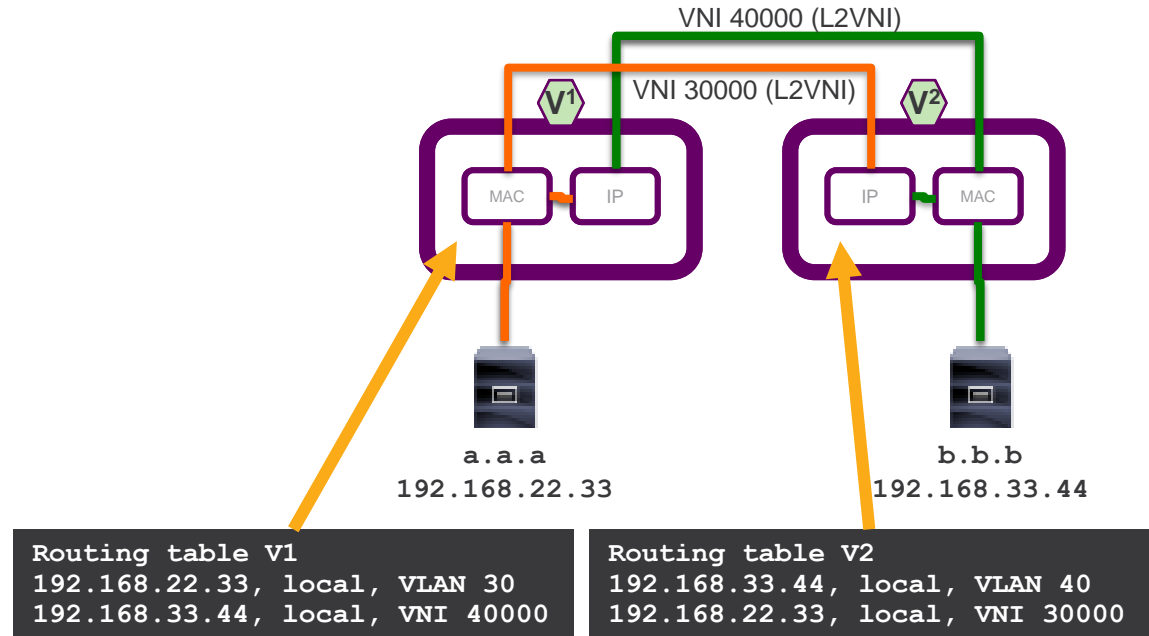 VNI 40000 (L2VNI)
VNI 30000 (L2VNI)
V1
V2
MAC
IP
IP
MAC
a.a.a
192.168.22.33
b.b.b
192.168.33.44
Routing table V1
192.168.22.33, local, VLAN 30
192.168.33.44, local, VNI 40000
Routing table V2
192.168.33.44, local, VLAN 40
192.168.22.33, local, VNI 30000